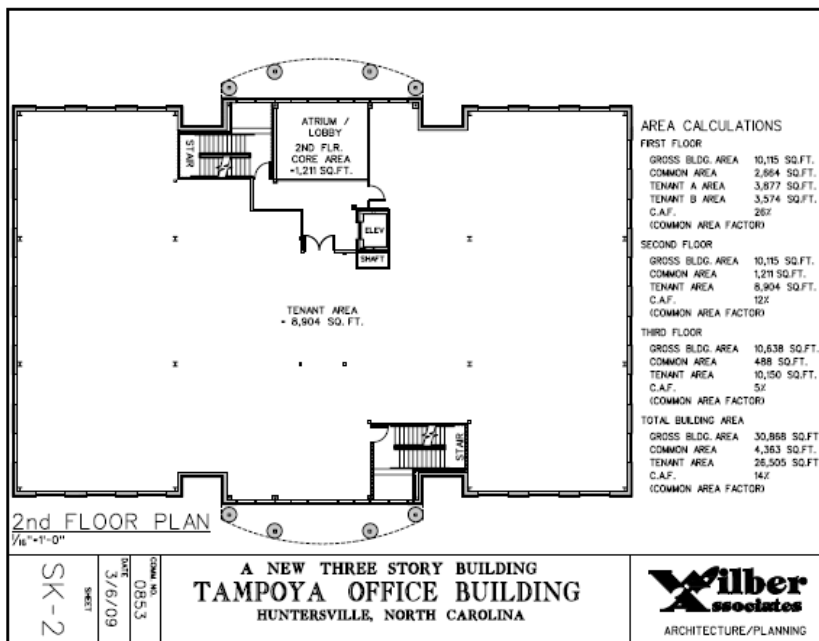 ATRIUM /
LOBBY
2ND FLR.
CORE AREA
=1,211 SQ.FT.
STAIR
ELEV
SHAFT
TENANT AREA
= 8,904 SQ. FT.
STAIR
2nd FLOOR PLAN
1/16"=1'-0"
AREA CALCULATIONS
FIRST FLOOR
GROSS BLDG. AREA 10,115 SQ.FT.
COMMON AREA 2,664 SQ.FT.
TENANT A AREA 3,877 SQ.FT.
TENANT B AREA 3,574 SQ.FT.
C.A.F. 26%
(COMMON AREA FACTOR)
SECOND FLOOR
GROSS BLDG. AREA 10,115 SQ.FT.
COMMON AREA 1,211 SQ.FT.
TENANT AREA 8,904 SQ.FT.
C.A.F. 12%
(COMMON AREA FACTOR)
THIRD FLOOR
GROSS BLDG. AREA 10,638 SQ.FT.
COMMON AREA 488 SQ.FT.
TENANT AREA 10,150 SQ.FT.
C.A.F. 5%
(COMMON AREA FACTOR)
TOTAL BUILDING AREA
GROSS BLDG. AREA 30,868 SQ.FT
COMMON AREA 4,363 SQ.FT.
TENANT AREA 26,505 SQ.FT
C.A.F. 14%
(COMMON AREA FACTOR)
SHEET
SK-2
DATE
3/6/09
COMM NO.
0853
A NEW THREE STORY BUILDING
TAMPOYA OFFICE BUILDING
HUNTERSVILLE, NORTH CAROLINA
Wilber
Associates
ARCHITECTURE/PLANNING